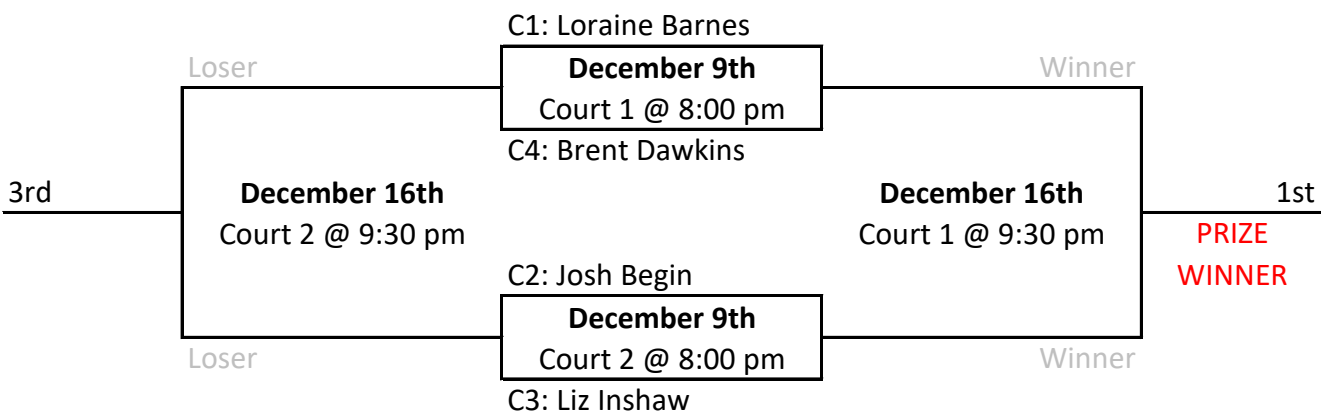 C1: Loraine Barnes
Loser
December 9th
Winner
Court 1 @ 8:00 pm
C4: Brent Dawkins
3rd
December 16th
December 16th
1st
Court 2 @ 9:30 pm
Court 1 @ 9:30 pm
PRIZE
WINNER
C2: Josh Begin
December 9th
Loser
Court 2 @ 8:00 pm
Winner
C3: Liz Inshaw